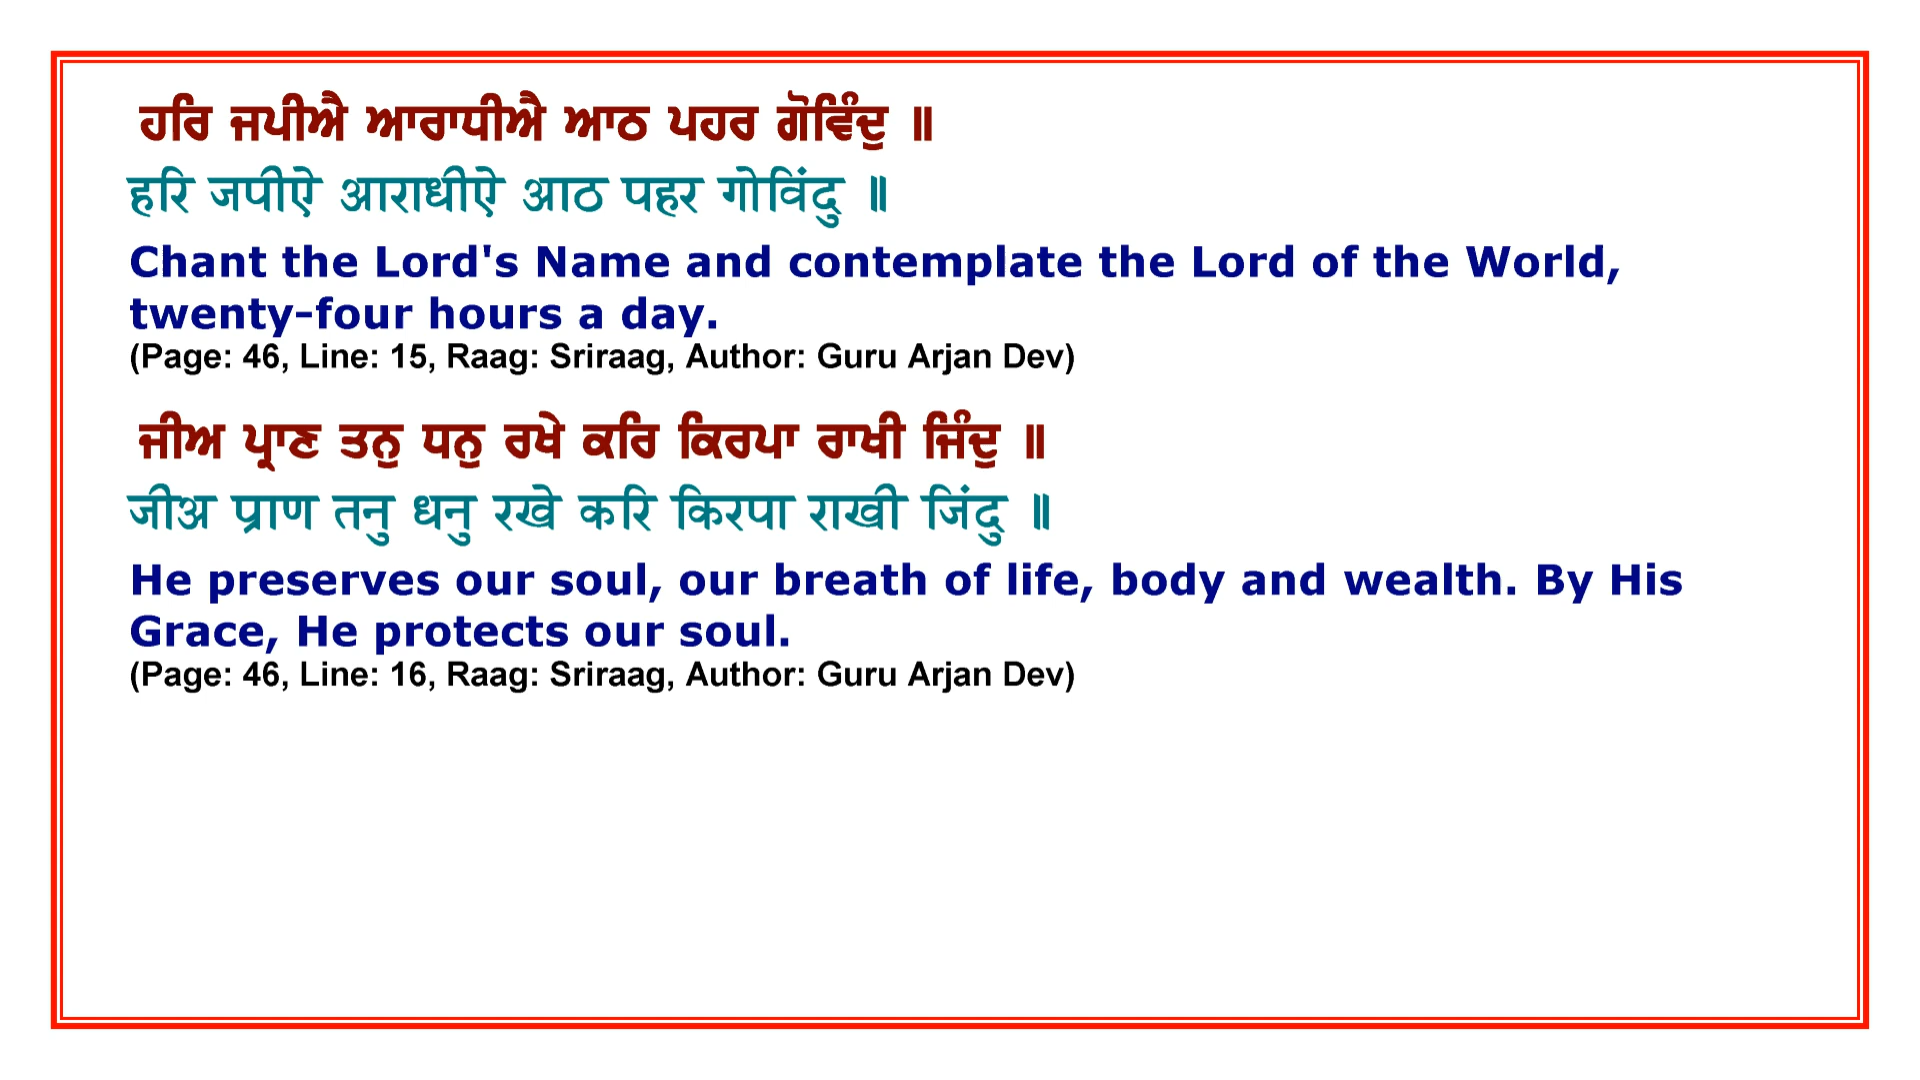 ਹਰਿ ਜਪੀਐ ਆਰਾਧੀਐ ਆਠ ਪਹਰ ਗੋਵਿੰਦੁ ॥
हरि जपीऐ आराधीऐ आठ पहर गोविंदु ॥
Chant the Lord's Name and contemplate the Lord of the World,
twenty-four hours a day.
(Page: 46, Line: 15, Raag: Sriraag, Author: Guru Arjan Dev)
ਜੀਅ ਪ੍ਰਾਣ ਤਨੁ ਧਨੁ ਰਖੇ ਕਰਿ ਕਿਰਪਾ ਰਾਖੀ ਜਿੰਦੁ ॥
जीअ प्राण तनु धनु रखे करि किरपा राखी जिंदु ॥
He preserves our soul, our breath of life, body and wealth. By His
Grace, He protects our soul.
(Page: 46, Line: 16, Raag: Sriraag, Author: Guru Arjan Dev)